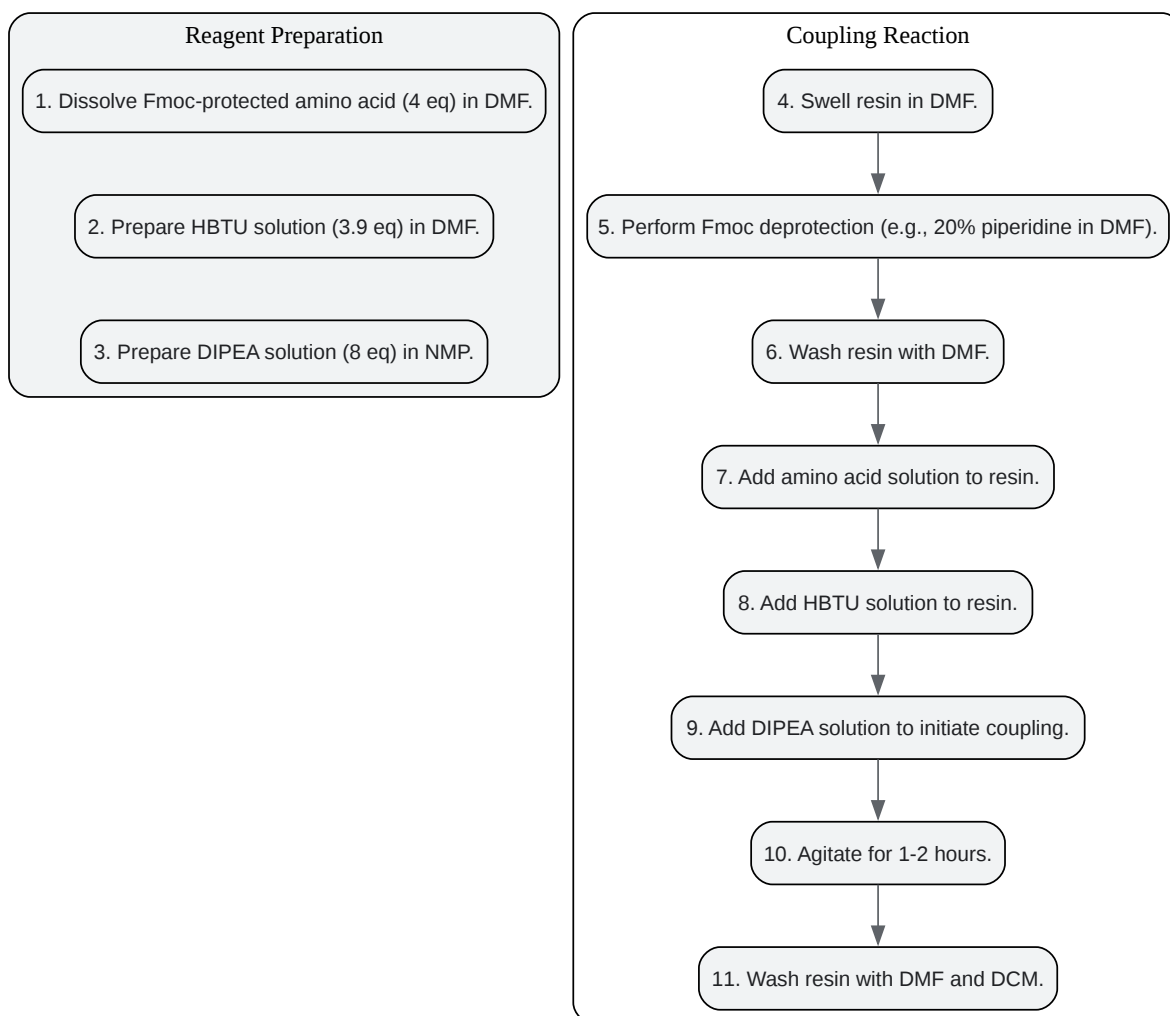 Reagent Preparation
1. Dissolve Fmoc-protected amino acid (4 eq) in DMF.
2. Prepare HBTU solution (3.9 eq) in DMF.
3. Prepare DIPEA solution (8 eq) in NMP.
Coupling Reaction
4. Swell resin in DMF.
5. Perform Fmoc deprotection (e.g., 20% piperidine in DMF).
6. Wash resin with DMF.
7. Add amino acid solution to resin.
8. Add HBTU solution to resin.
9. Add DIPEA solution to initiate coupling.
10. Agitate for 1-2 hours.
11. Wash resin with DMF and DCM.